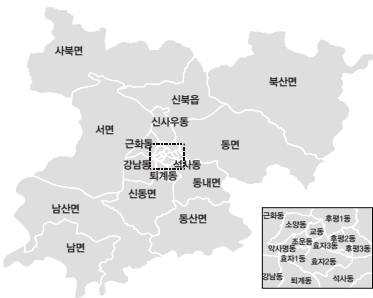 사북면
북산면
신북읍
신사우동
서면
근화동
동면
강남동
석사동
퇴계동
동내면
신동면
남산면
동산면
남면
근화동
소양동
후평1동
교동
조운동
후평2동
약사명동
효자3동
후평3동
효자1동
효자2동
강남동
퇴계동
석사동